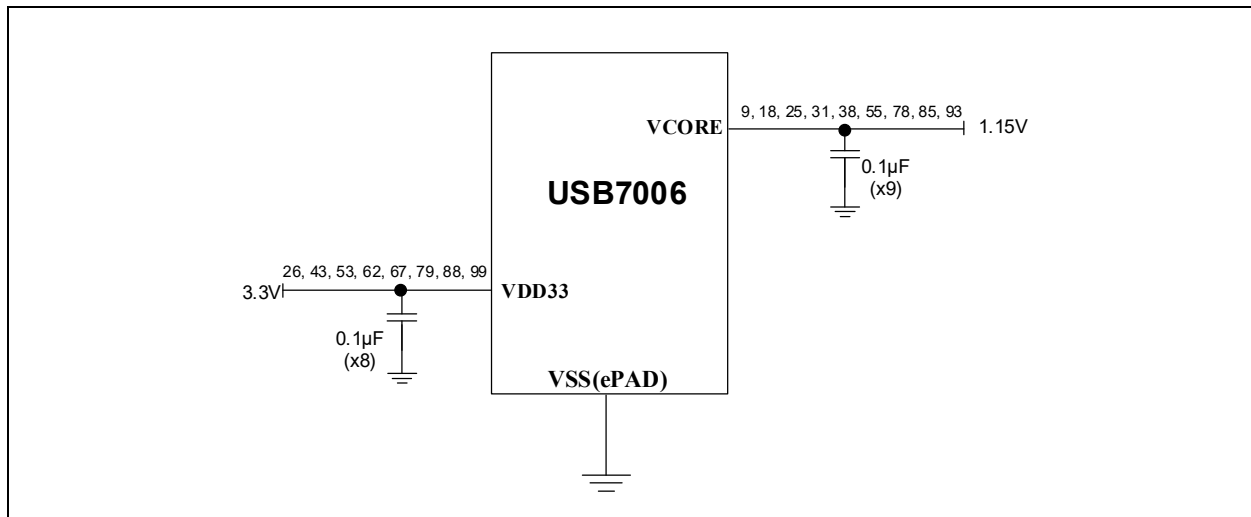 9, 18, 25, 31, 38, 55, 78, 85, 93
VCORE
1.15V
0.1µF
(x9)
USB7006
26, 43, 53, 62, 67, 79, 88, 99
3.3V
VDD33
0.1µF
(x8)
VSS(ePAD)